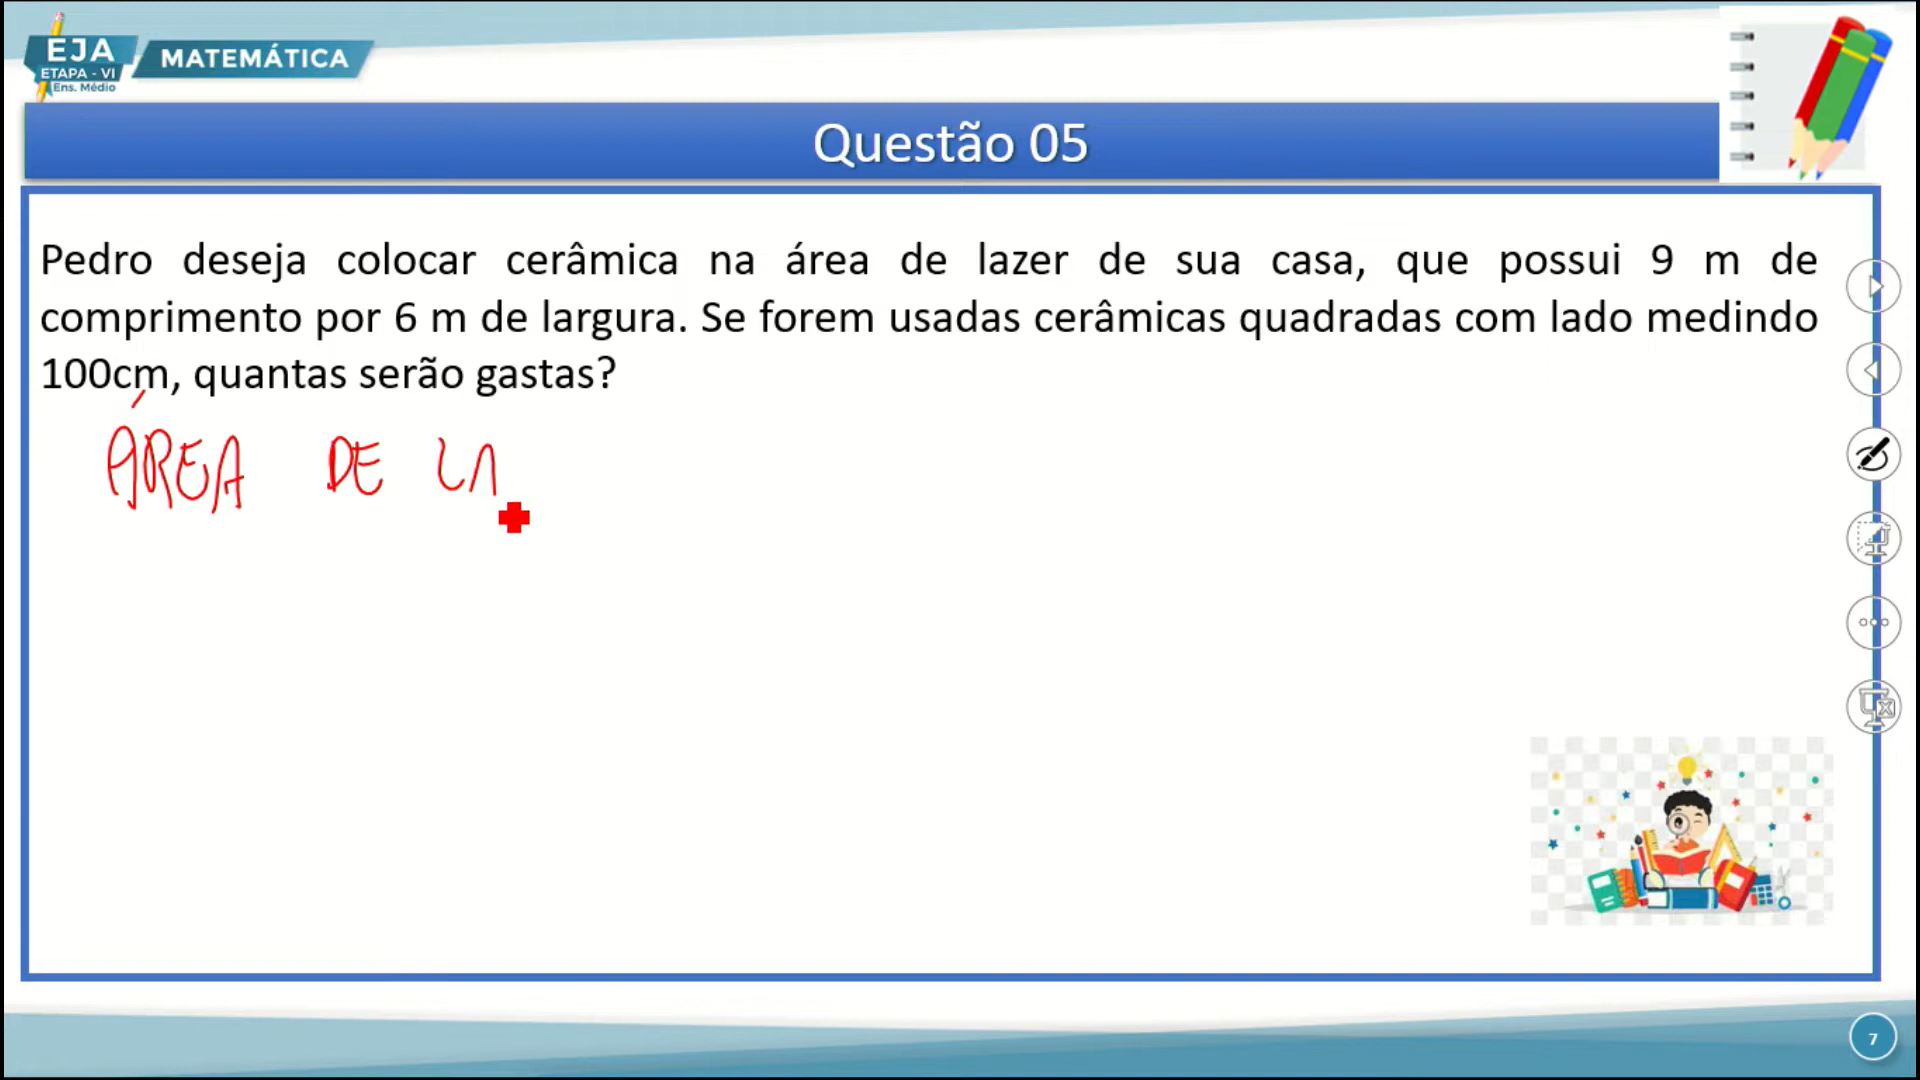 EJA
ETAPA - VI
Ens. Médio
MATEMÁTICA
Questão 05
Pedro deseja colocar cerâmica na área de lazer de sua casa, que possui 9 m de
comprimento por 6 m de largura. Se forem usadas cerâmicas quadradas com lado medindo
100cm, quantas serão gastas?
ÁREA DE LA
7